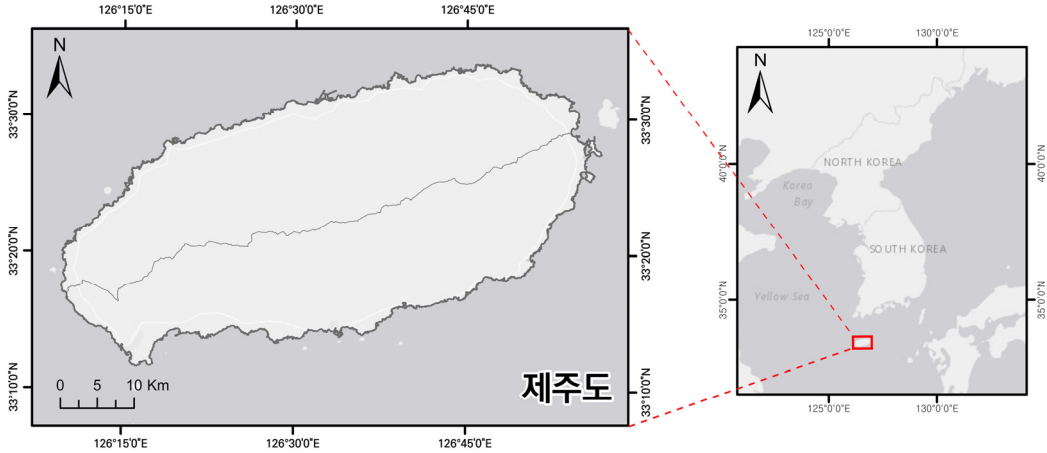 126°15'0"E 126°30'0"E 126°45'0"E
N
33°30'0"N
33°20'0"N
33°10'0"N
33°30'0"N
33°20'0"N
33°10'0"N
0 5 10 Km
제주도
126°15'0"E 126°30'0"E 126°45'0"E
125°0'0"E 130°0'0"E
N
40°0'0"N
35°0'0"N
40°0'0"N
35°0'0"N
NORTH KOREA
Korea
Bay
SOUTH KOREA
Yellow Sea
125°0'0"E 130°0'0"E